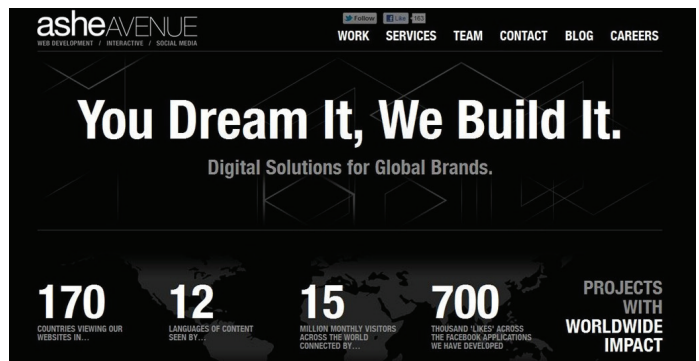 asheAVENUE
WEB DEVELOPMENT / INTERACTIVE / SOCIAL MEDIA
Follow Like 163
WORK SERVICES TEAM CONTACT BLOG CAREERS
You Dream It, We Build It.
Digital Solutions for Global Brands.
170
COUNTRIES VIEWING OUR
WEBSITES IN...
12
LANGUAGES OF CONTENT
SEEN BY...
15
MILLION MONTHLY VISITORS
ACROSS THE WORLD
CONNECTED BY...
700
THOUSAND 'LIKES' ACROSS
THE FACEBOOK APPLICATIONS
WE HAVE DEVELOPED
PROJECTS
WITH
WORLDWIDE
IMPACT